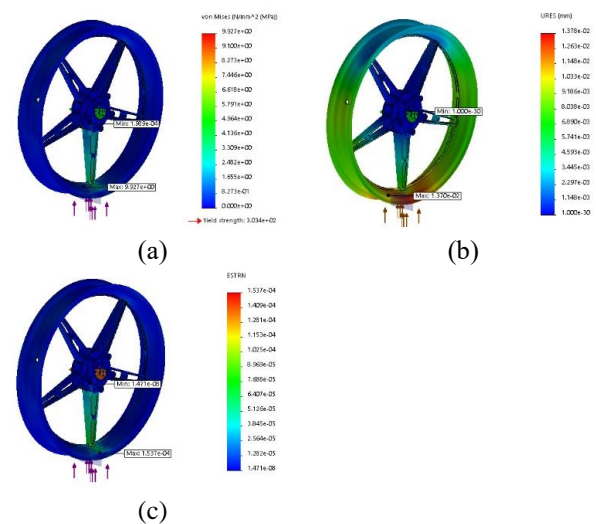 von Mises (N/mm^2 (MPa))
9.927e+00
9.100e+00
8.273e+00
7.446e+00
6.618e+00
5.791e+00
4.964e+00
4.136e+00
3.309e+00
2.482e+00
1.655e+00
8.273e-01
0.000e+00
Yield strength: 3.034e+02
Max: 9.927e+00
(a)
URES (mm)
1.378e-02
1.263e-02
1.148e-02
1.033e-02
9.186e-03
8.038e-03
6.890e-03
5.741e-03
4.593e-03
3.445e-03
2.297e-03
1.148e-03
1.000e-30
Min: 1.000e-30
Max: 1.370e-02
(b)
ESTRN
1.537e-04
1.409e-04
1.281e-04
1.153e-04
1.025e-04
8.969e-05
7.688e-05
6.407e-05
5.126e-05
3.845e-05
2.564e-05
1.282e-05
1.471e-08
Min: 1.471e-08
Max: 1.537e-04
(c)